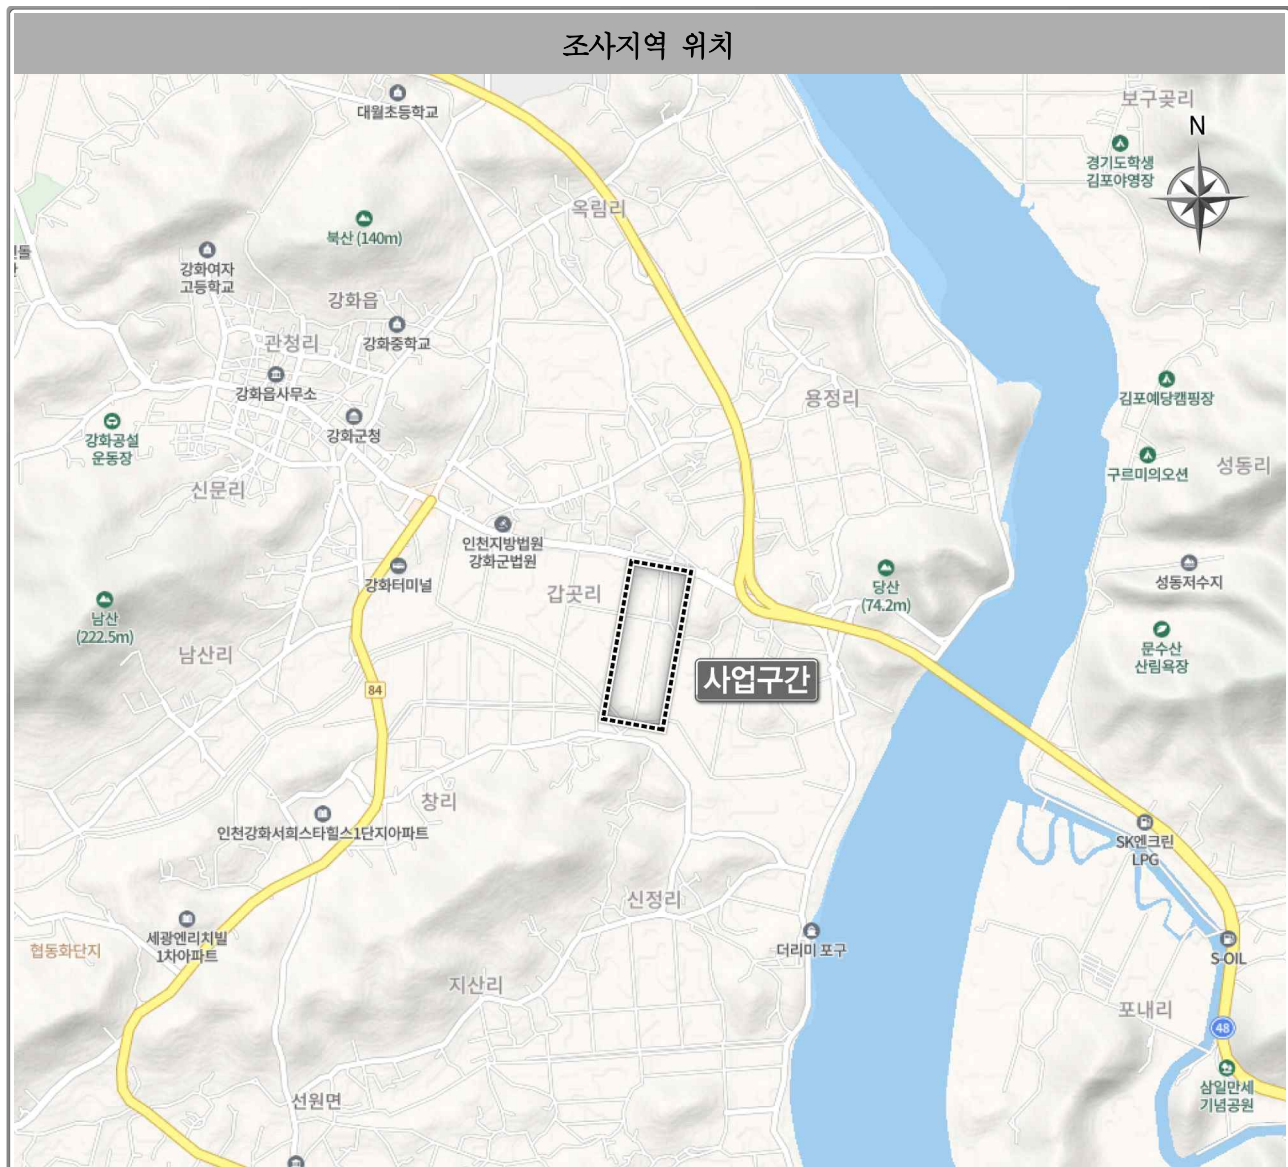 조사지역 위치
보구곶리
대월초등학교
N
경기도학생
김포야영장
옥림리
북산 (140m)
강화여자
고등학교
강화읍
강화중학교
관청리
강화읍사무소
김포예당캠핑장
용정리
강화군청
강화공설
운동장
구르미의오션
성동리
신문리
인천지방법원
강화군법원
강화터미널
갑곶리
당산
(74.2m)
성동저수지
남산
(222.5m)
남산리
문수산
산림욕장
사업구간
84
창리
인천강화서희스타힐스1단지아파트
SK엔크린
LPG
신정리
세광엔리치빌
1차아파트
협동화단지
더리미 포구
S-OIL
지산리
포내리
48
삼일만세
기념공원
선원면